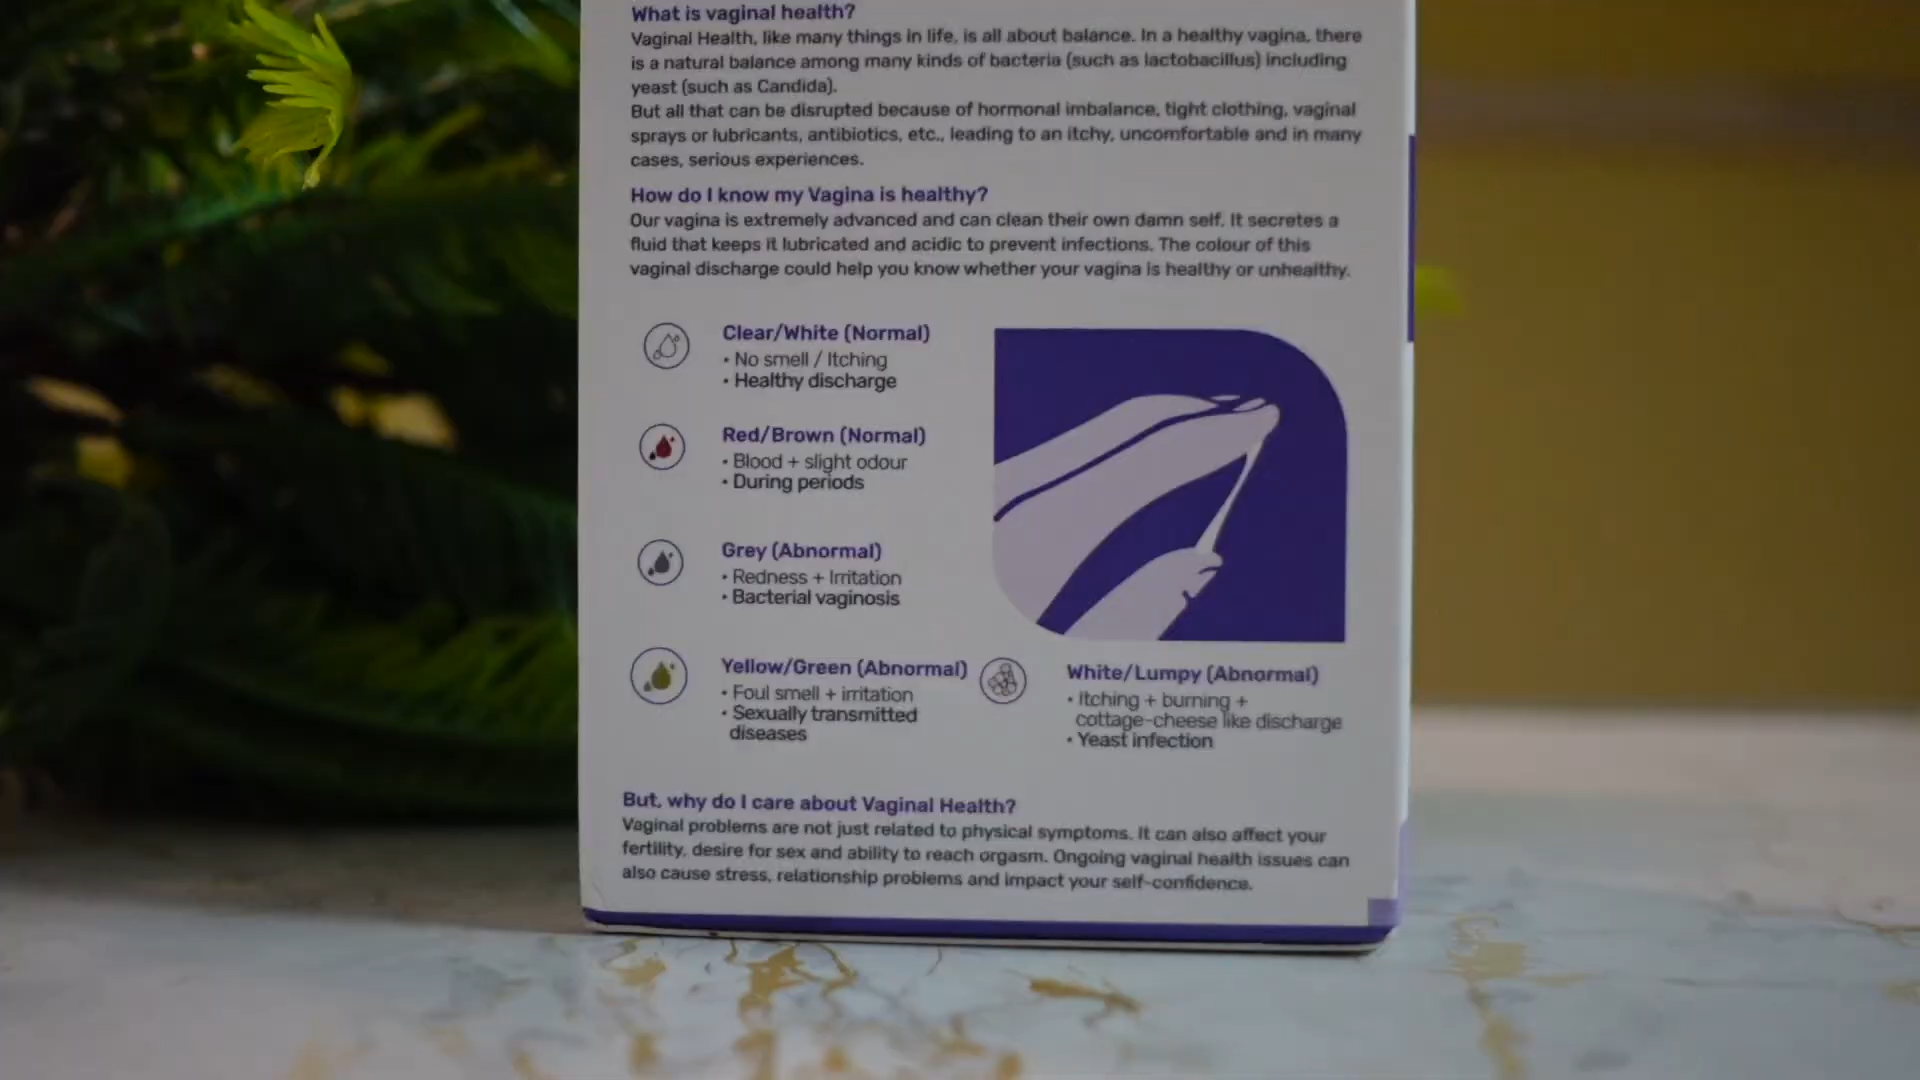 What is vaginal health?
Vaginal Health, like many things in life, is all about balance. In a healthy vagina, there
is a natural balance among many kinds of bacteria (such as lactobacillus) including
yeast (such as Candida).
But all that can be disrupted because of hormonal imbalance, tight clothing, vaginal
sprays or lubricants, antibiotics, etc., leading to an itchy, uncomfortable and in many
cases, serious experiences.
How do I know my Vagina is healthy?
Our vagina is extremely advanced and can clean their own damn self. It secretes a
fluid that keeps it lubricated and acidic to prevent infections. The colour of this
vaginal discharge could help you know whether your vagina is healthy or unhealthy.
Clear/White (Normal)
• No smell / Itching
• Healthy discharge
Red/Brown (Normal)
• Blood + slight odour
• During periods
Grey (Abnormal)
• Redness + Irritation
• Bacterial vaginosis
Yellow/Green (Abnormal)
• Foul smell + irritation
• Sexually transmitted
diseases
White/Lumpy (Abnormal)
• Itching + burning +
cottage-cheese like discharge
• Yeast infection
But, why do I care about Vaginal Health?
Vaginal problems are not just related to physical symptoms. It can also affect your
fertility, desire for sex and ability to reach orgasm. Ongoing vaginal health issues can
also cause stress, relationship problems and impact your self-confidence.